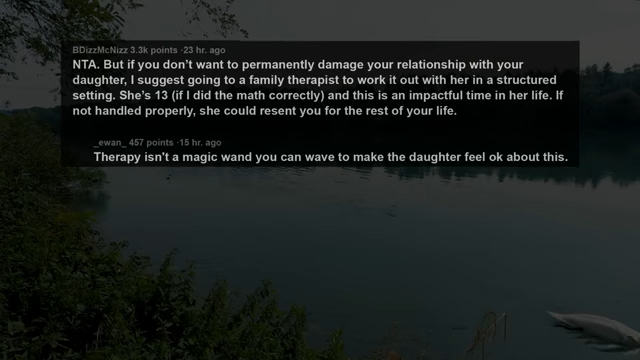 BDizzMcNizz 3.3k points ·23 hr. ago
NTA. But if you don’t want to permanently damage your relationship with your
daughter, I suggest going to a family therapist to work it out with her in a structured
setting. She’s 13 (if I did the math correctly) and this is an impactful time in her life. If
not handled properly, she could resent you for the rest of your life.
_ewan_ 457 points ·15 hr. ago
Therapy isn't a magic wand you can wave to make the daughter feel ok about this.